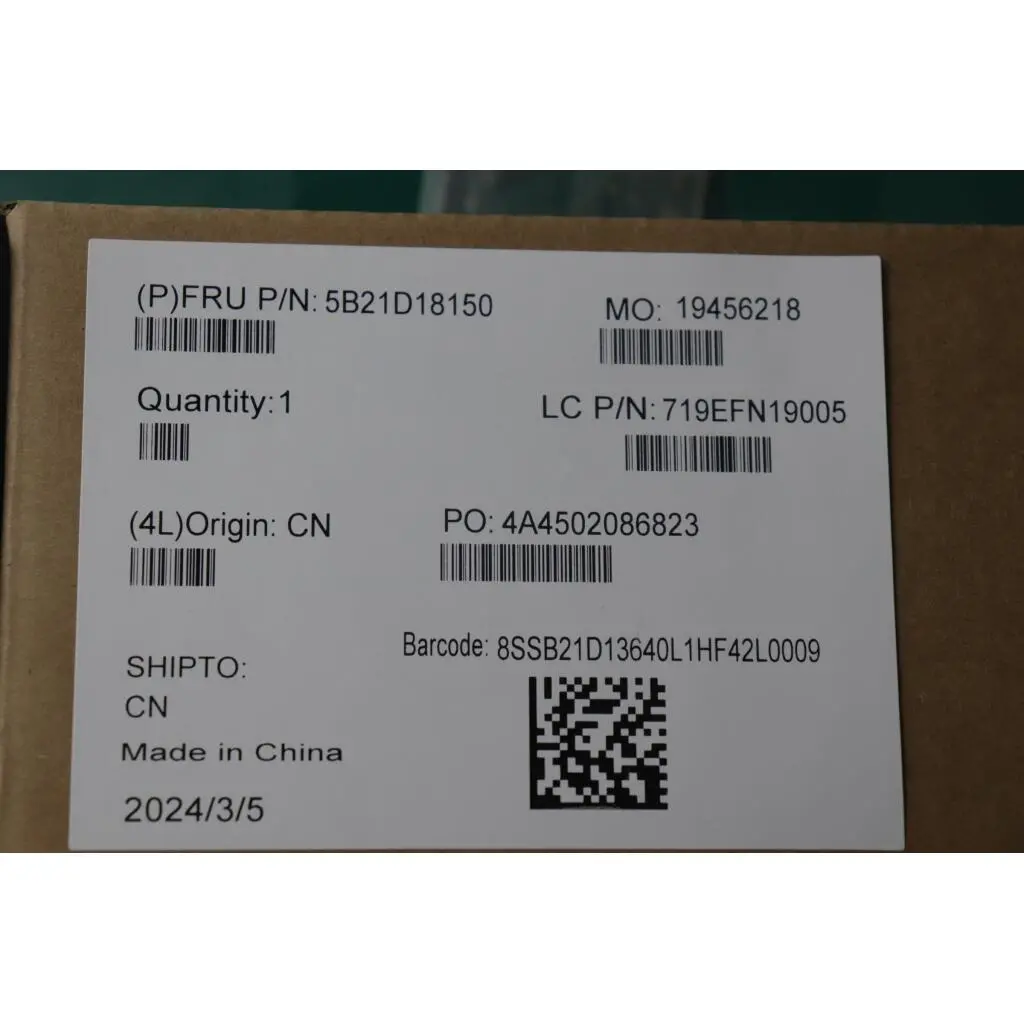 (P)FRU P/N: 5B21D18150
MO: 19456218
Quantity:1
LC P/N: 719EFN19005
(4L)Origin: CN
PO: 4A4502086823
Barcode: 8SSB21D13640L1HF42L0009
SHIPTO:
CN
Made in China
2024/3/5